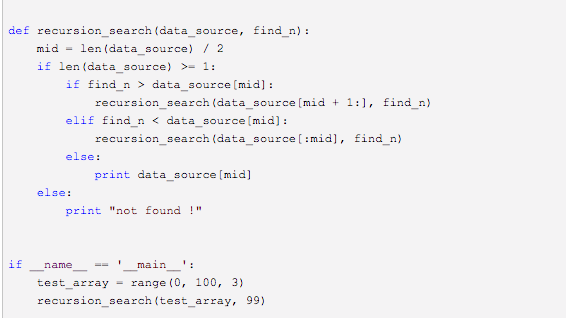 def recursion_search(data_source, find_n):
    mid = len(data_source) / 2
    if len(data_source) >= 1:
        if find_n > data_source[mid]:
            recursion_search(data_source[mid + 1:], find_n)
        elif find_n < data_source[mid]:
            recursion_search(data_source[:mid], find_n)
        else:
            print data_source[mid]
    else:
        print "not found !"
if __name__ == '__main__':
    test_array = range(0, 100, 3)
    recursion_search(test_array, 99)